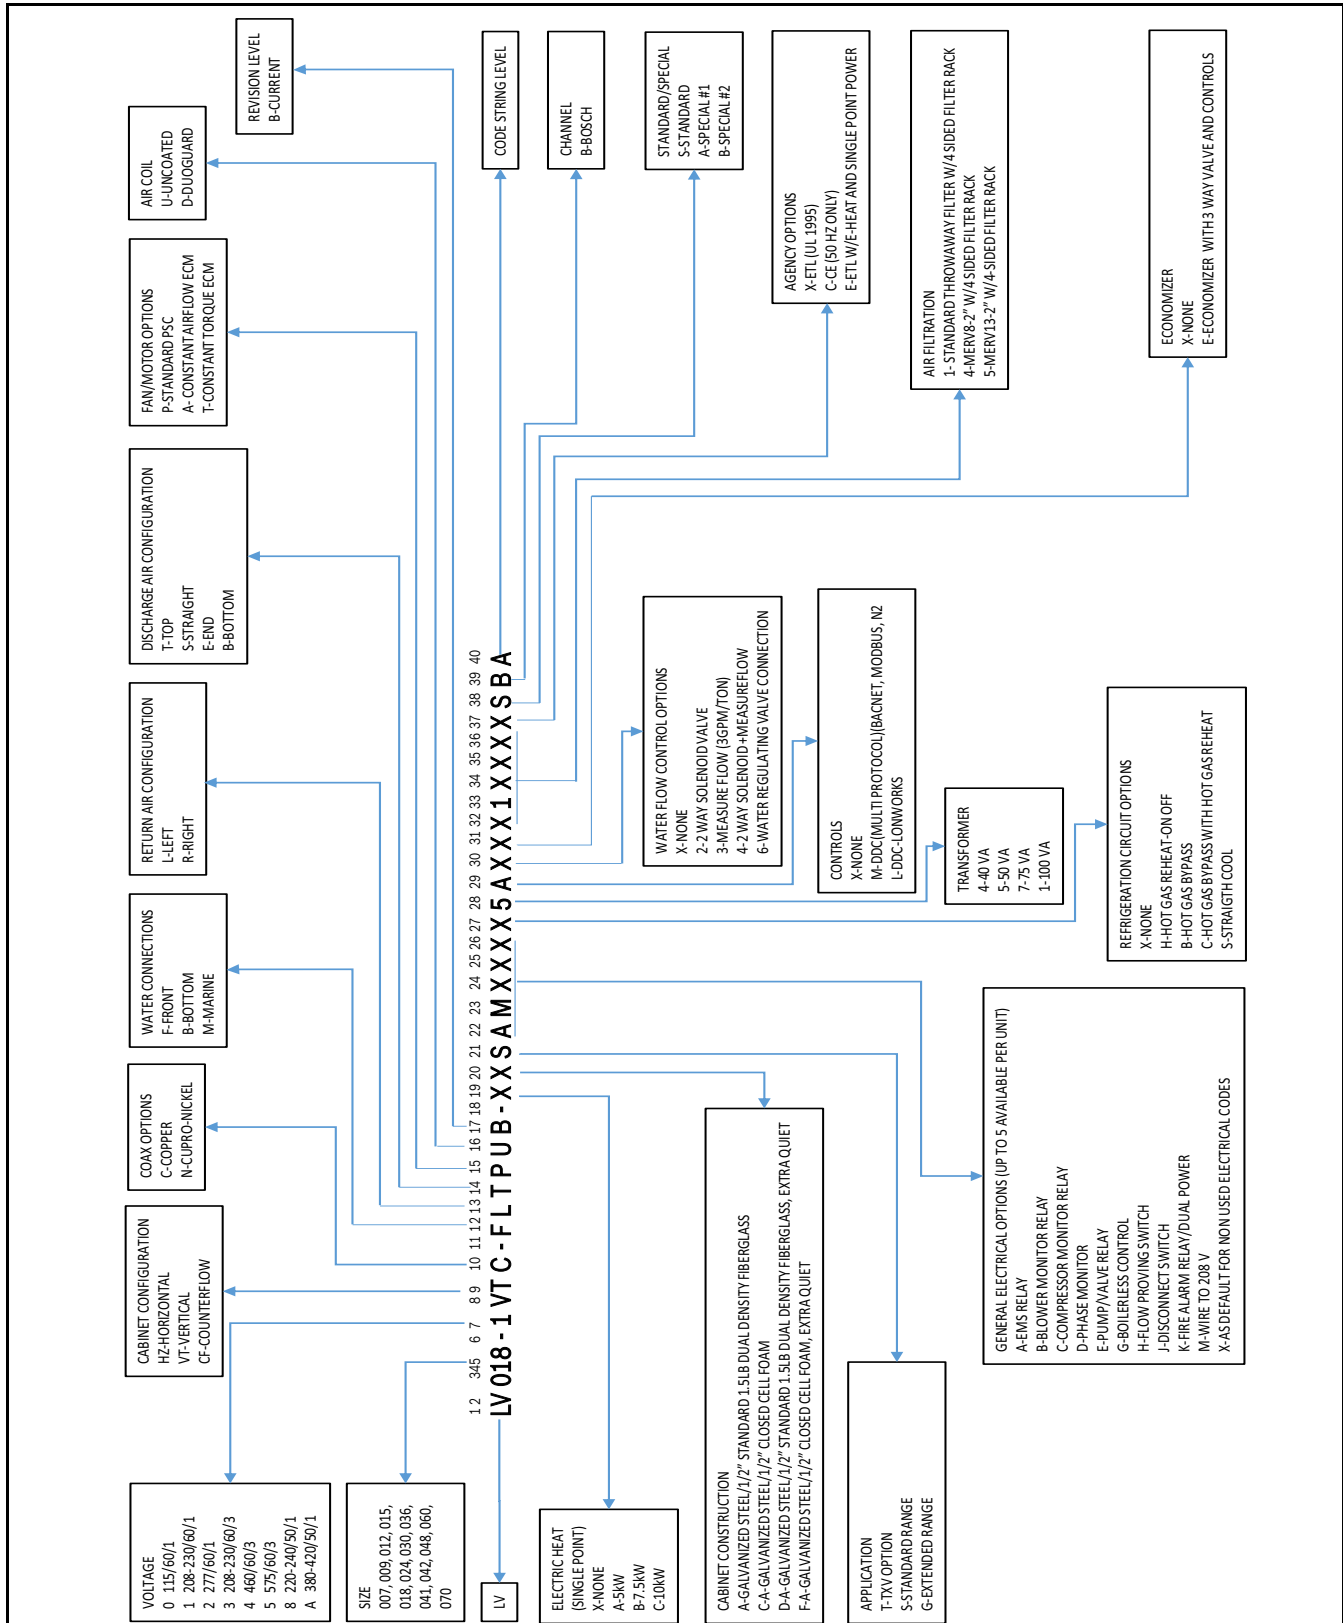 VOLTAGE
0 115/60/1
1 208-230/60/1
2 277/60/1
3 208-230/60/3
4 460/60/3
5 575/60/3
8 220-240/50/1
A 380-420/50/1
CABINET CONFIGURATION
HZ-HORIZONTAL
VT-VERTICAL
CF-COUNTERFLOW
COAX OPTIONS
C-COPPER
N-CUPRO-NICKEL
WATER CONNECTIONS
F-FRONT
B-BOTTOM
M-MARINE
RETURN AIR CONFIGURATION
L-LEFT
R-RIGHT
DISCHARGE AIR CONFIGURATION
T-TOP
S-STRAIGHT
E-END
B-BOTTOM
FAN/MOTOR OPTIONS
P-STANDARD PSC
A- CONSTANT AIRFLOW ECM
T-CONSTANT TORQUE ECM
AIR COIL
U-UNCOATED
D-DUOGUARD
REVISION LEVEL
B-CURRENT
SIZE
007, 009, 012, 015,
018, 024, 030, 036,
041, 042, 048, 060,
070
1 2 345 6 7 8 9 10 11 12 13 14 15 16 17 18 19 20 21 22 23 24 25 26 27 28 29 30 31 32 33 34 35 36 37 38 39 40
LV018-1VTC-FLTPUB-XXSAMXXXX5AXXX1XXXXSBA
LV
CODE STRING LEVEL
CHANNEL
B-BOSCH
STANDARD/SPECIAL
S-STANDARD
A-SPECIAL #1
B-SPECIAL #2
AGENCY OPTIONS
X-ETL (UL 1995)
C-CE (50 HZ ONLY)
E-ETL W/E-HEAT AND SINGLE POINT POWER
AIR FILTRATION
1- STANDARD THROWAWAY FILTER W/4 SIDED FILTER RACK
4-MERV8-2" W/4 SIDED FILTER RACK
5-MERV13-2" W/4-SIDED FILTER RACK
ECONOMIZER
X-NONE
E-ECONOMIZER WITH 3 WAY VALVE AND CONTROLS
WATER FLOW CONTROL OPTIONS
X-NONE
2-2 WAY SOLENOID VALVE
3-MEASURE FLOW (3GPM/TON)
4-2 WAY SOLENOID+MEASUREFLOW
6-WATER REGULATING VALVE CONNECTION
CONTROLS
X-NONE
M-DDC(MULTI PROTOCOL)(BACNET, MODBUS, N2
L-DDC-LONWORKS
TRANSFORMER
4-40 VA
5-50 VA
7-75 VA
1-100 VA
REFRIGERATION CIRCUIT OPTIONS
X-NONE
H-HOT GAS REHEAT-ON OFF
B-HOT GAS BYPASS
C-HOT GAS BYPASS WITH HOT GAS REHEAT
S-STRAIGTH COOL
ELECTRIC HEAT
(SINGLE POINT)
X-NONE
A-5kW
B-7.5kW
C-10kW
CABINET CONSTRUCTION
A-GALVANIZED STEEL/1/2" STANDARD 1.5LB DUAL DENSITY FIBERGLASS
C-A-GALVANIZED STEEL/1/2" CLOSED CELL FOAM
D-A-GALVANIZED STEEL/1/2" STANDARD 1.5LB DUAL DENSITY FIBERGLASS, EXTRA QUIET
F-A-GALVANIZED STEEL/1/2" CLOSED CELL FOAM, EXTRA QUIET
APPLICATION
T-TXV OPTION
S-STANDARD RANGE
G-EXTENDED RANGE
GENERAL ELECTRICAL OPTIONS (UP TO 5 AVAILABLE PER UNIT)
A-EMS RELAY
B-BLOWER MONITOR RELAY
C-COMPRESSOR MONITOR RELAY
D-PHASE MONITOR
E-PUMP/VALVE RELAY
G-BOILERLESS CONTROL
H-FLOW PROVING SWITCH
J-DISCONNECT SWITCH
K-FIRE ALARM RELAY/DUAL POWER
M-WIRE TO 208 V
X-AS DEFAULT FOR NON USED ELECTRICAL CODES